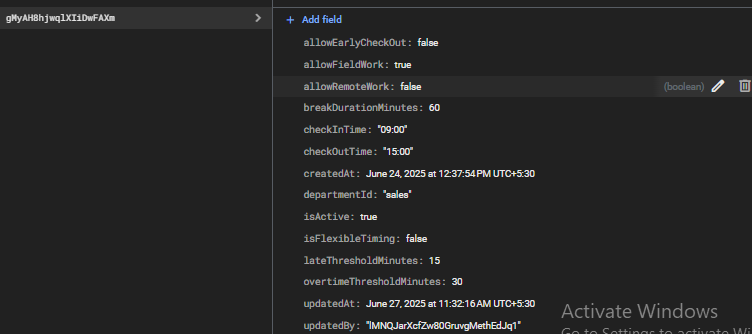 gMyAH8hjwqlXIiDwFAXm
+ Add field
allowEarlyCheckOut: false
allowFieldWork: true
allowRemoteWork: false (boolean)
breakDurationMinutes: 60
checkInTime: "09:00"
checkOutTime: "15:00"
createdAt: June 24, 2025 at 12:37:54 PM UTC+5:30
departmentId: "sales"
isActive: true
isFlexibleTiming: false
lateThresholdMinutes: 15
overtimeThresholdMinutes: 30
updatedAt: June 27, 2025 at 11:32:16 AM UTC+5:30
updatedBy: "lMNQJarXcfZw80GruvgMethEdJq1"
Activate Windows
Go to Settings to activate Wi